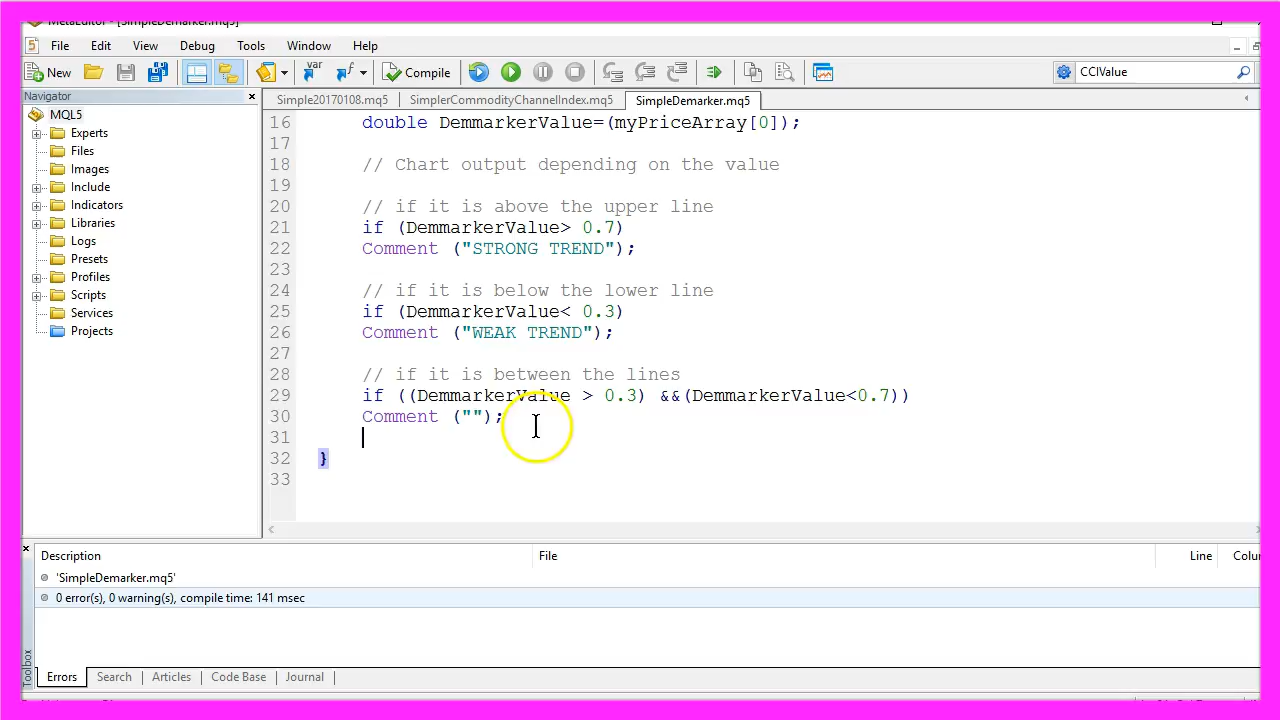 MetaEditor - [SimpleDemarker.mq5]
File Edit View Debug Tools Window Help
New var f Compile CCIValue
Navigator
Simple20170108.mq5 SimplerCommodityChannelIndex.mq5 SimpleDemarker.mq5
MQL5
Experts
Files
Images
Include
Indicators
Libraries
Logs
Presets
Profiles
Scripts
Services
Projects
16 double DemmarkerValue=(myPriceArray[0]);
17
18 // Chart output depending on the value
19
20 // if it is above the upper line
21 if (DemmarkerValue> 0.7)
22 Comment ("STRONG TREND");
23
24 // if it is below the lower line
25 if (DemmarkerValue< 0.3)
26 Comment ("WEAK TREND");
27
28 // if it is between the lines
29 if ((DemmarkerValue > 0.3) &&(DemmarkerValue<0.7))
30 Comment ("");
31
32 }
33
Description File Line Colu
'SimpleDemarker.mq5'
0 error(s), 0 warning(s), compile time: 141 msec
Toolbox
Errors Search Articles Code Base Journal